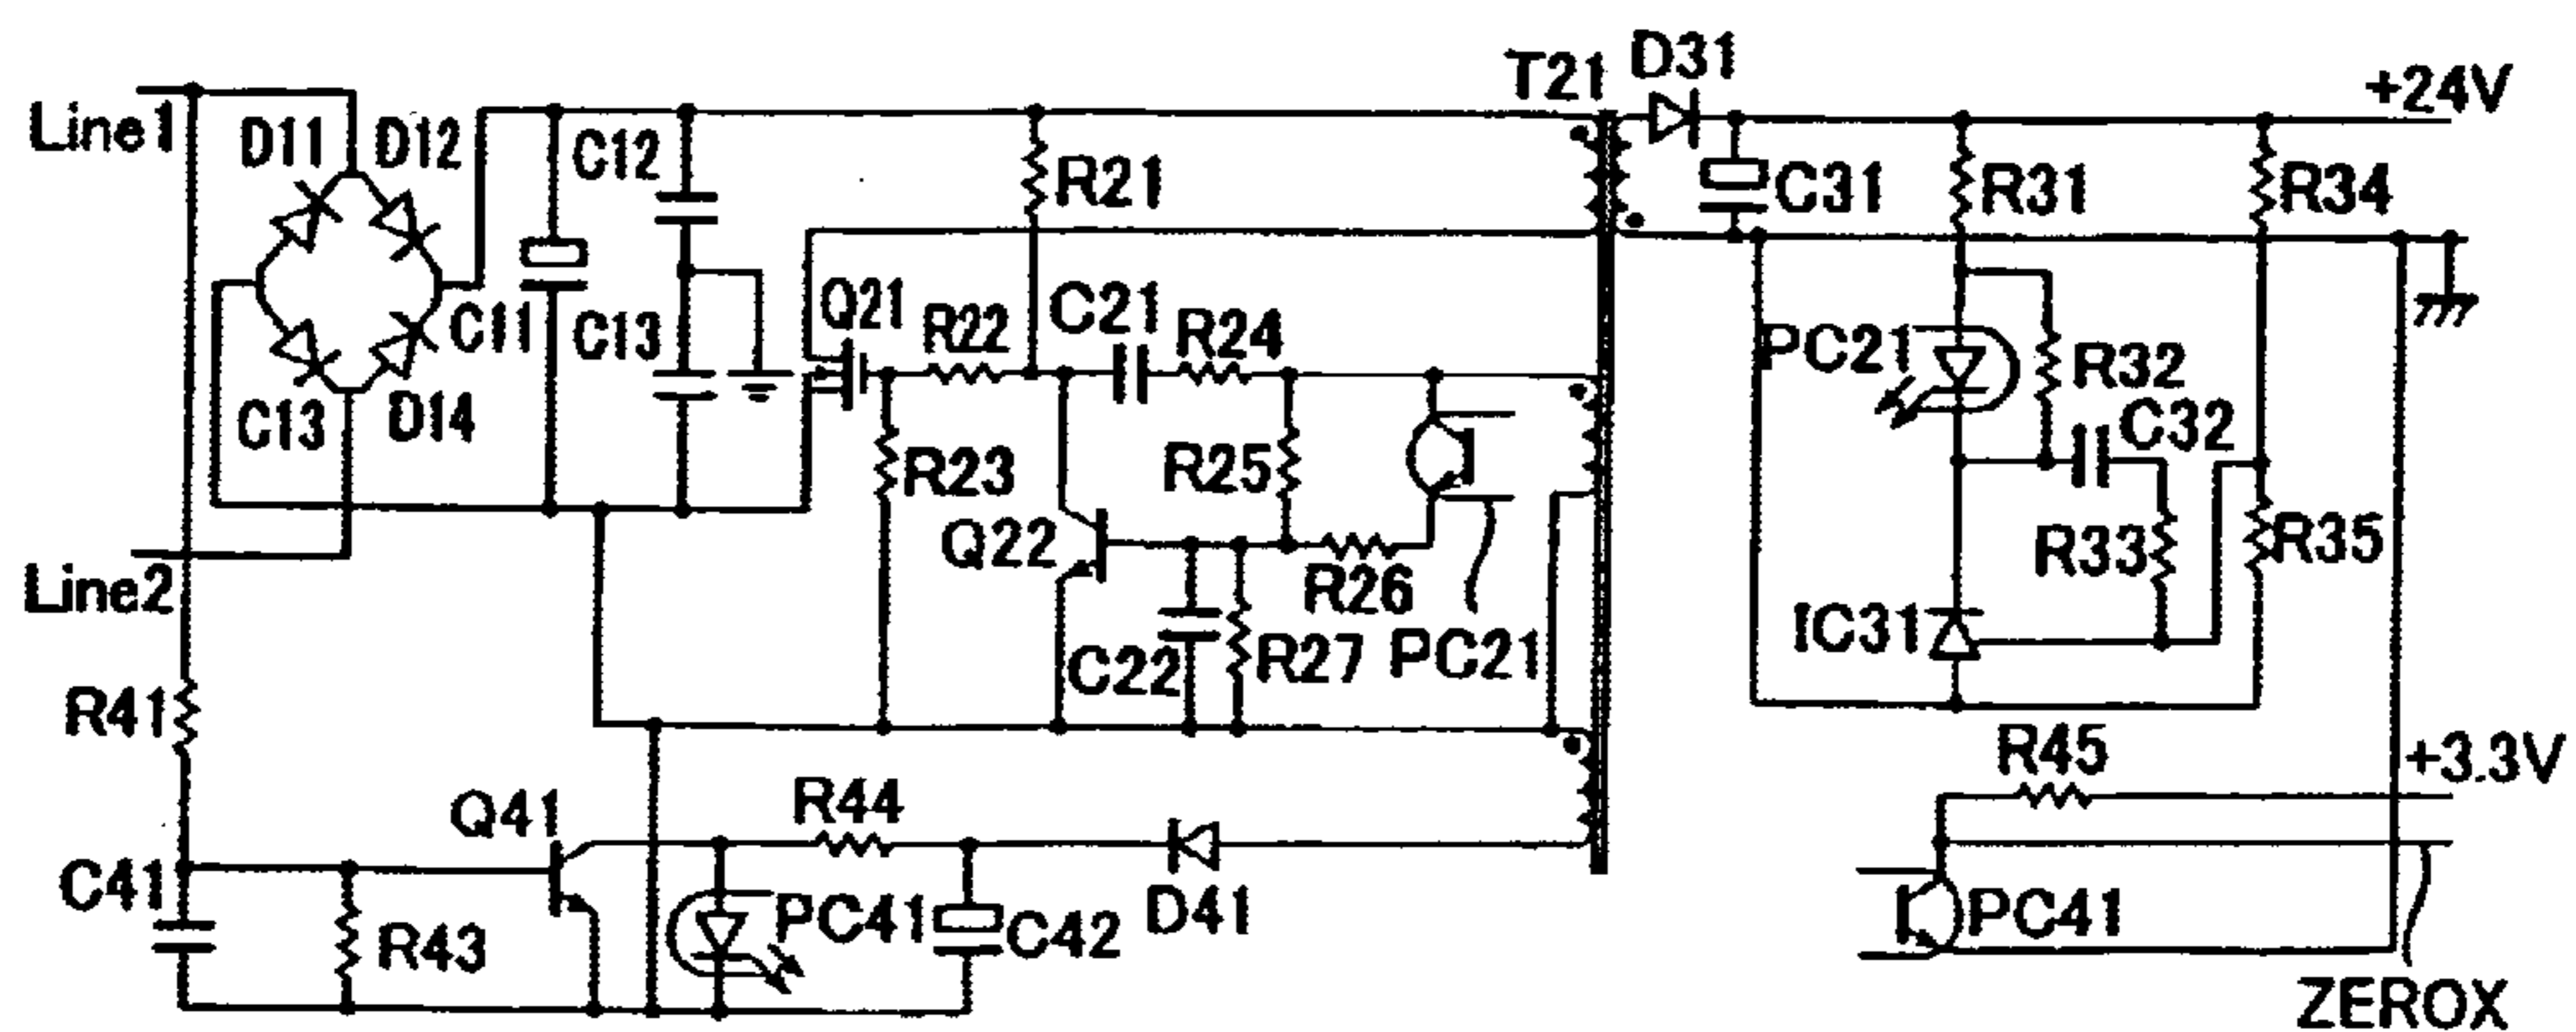 T21
D31
+24V
Line1
D11
D12
C12
R21
C31
R31
R34
C11
C13
Q21
R22
C21
R24
PC21
R32
C32
C13
D14
R23
R25
Q22
R26
R33
R35
Line2
C22
R27
PC21
IC31
R41
R45
+3.3V
Q41
R44
C41
R43
PC41
C42
D41
PC41
ZEROX